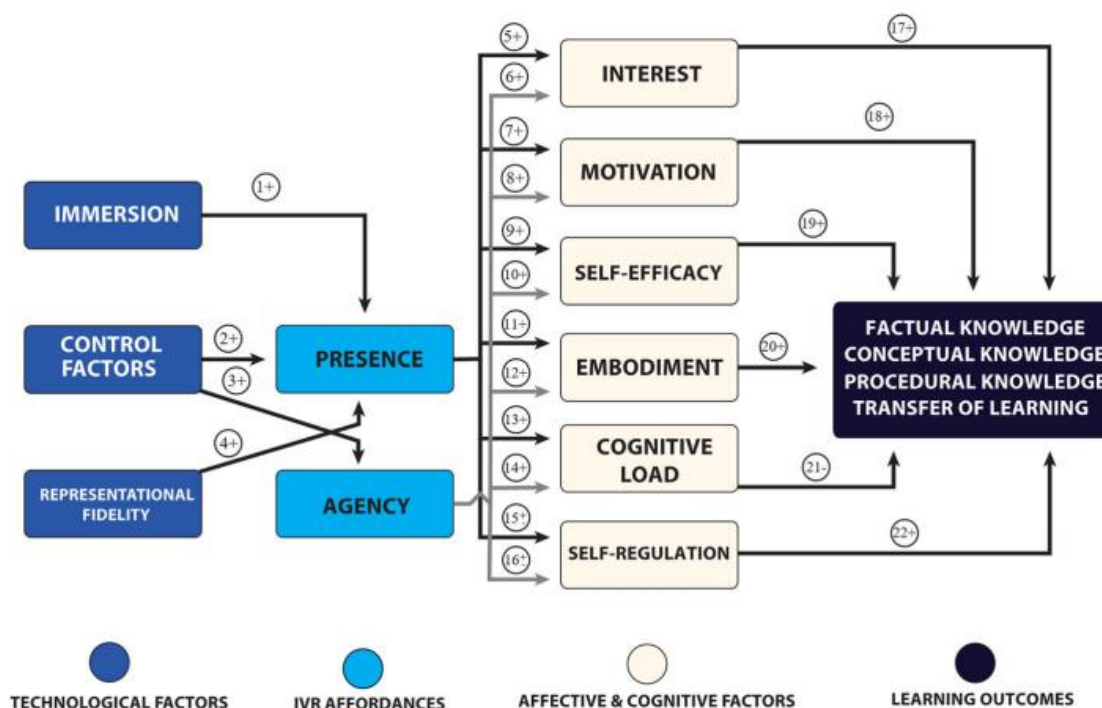 17+
5+
INTEREST
6+
18+
7+
MOTIVATION
8+
1+
IMMERSION
9+
19+
SELF-EFFICACY
10+
11+
2+
20+
CONTROL
FACTORS
PRESENCE
EMBODIMENT
3+
12+
FACTUAL KNOWLEDGE
CONCEPTUAL KNOWLEDGE
PROCEDURAL KNOWLEDGE
TRANSFER OF LEARNING
13+
4+
COGNITIVE
LOAD
14+
21-
REPRESENTATIONAL
FIDELITY
AGENCY
15±
22+
SELF-REGULATION
16±
TECHNOLOGICAL FACTORS
IVR AFFORDANCES
AFFECTIVE & COGNITIVE FACTORS
LEARNING OUTCOMES